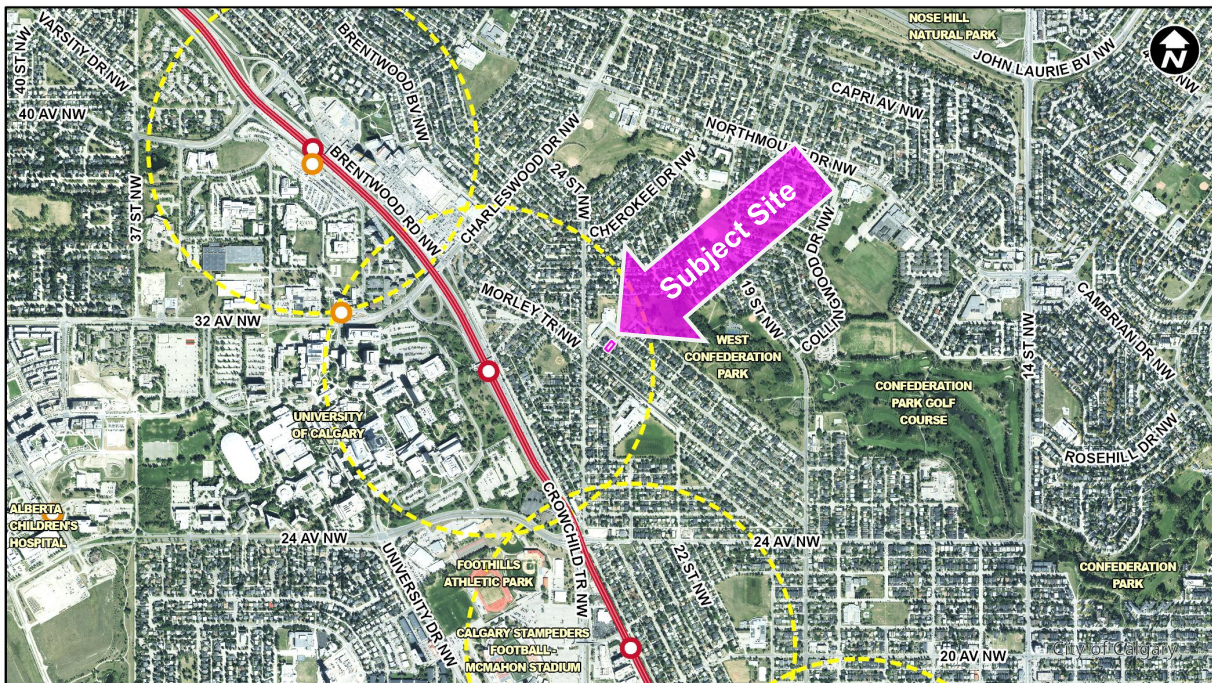 NOSE HILL
NATURAL PARK
N
VARSITY DR NW
40 ST NW
BRENTWOOD BV NW
JOHN LAURIE BV NW
CAPRI AV NW
40 AV NW
NORTHMOUNT DR NW
BRENTWOOD RD NW
CHARLESWOOD DR NW
24 ST NW
CHEROKEE DR NW
37 ST NW
Subject Site
COLLINGWOOD DR NW
19 ST NW
MORLEY TR NW
CAMBRIAN DR NW
32 AV NW
WEST
CONFEDERATION
PARK
14 ST NW
CONFEDERATION
PARK GOLF
COURSE
UNIVERSITY
OF CALGARY
ROSEHILL DR NW
CROWCHILD TR NW
ALBERTA
CHILDREN'S
HOSPITAL
24 AV NW
24 AV NW
UNIVERSITY DR NW
22 ST NW
FOOTHILLS
ATHLETIC PARK
CONFEDERATION
PARK
CALGARY STAMPEDERS
FOOTBALL -
MCMAHON STADIUM
20 AV NW
City of Calgary